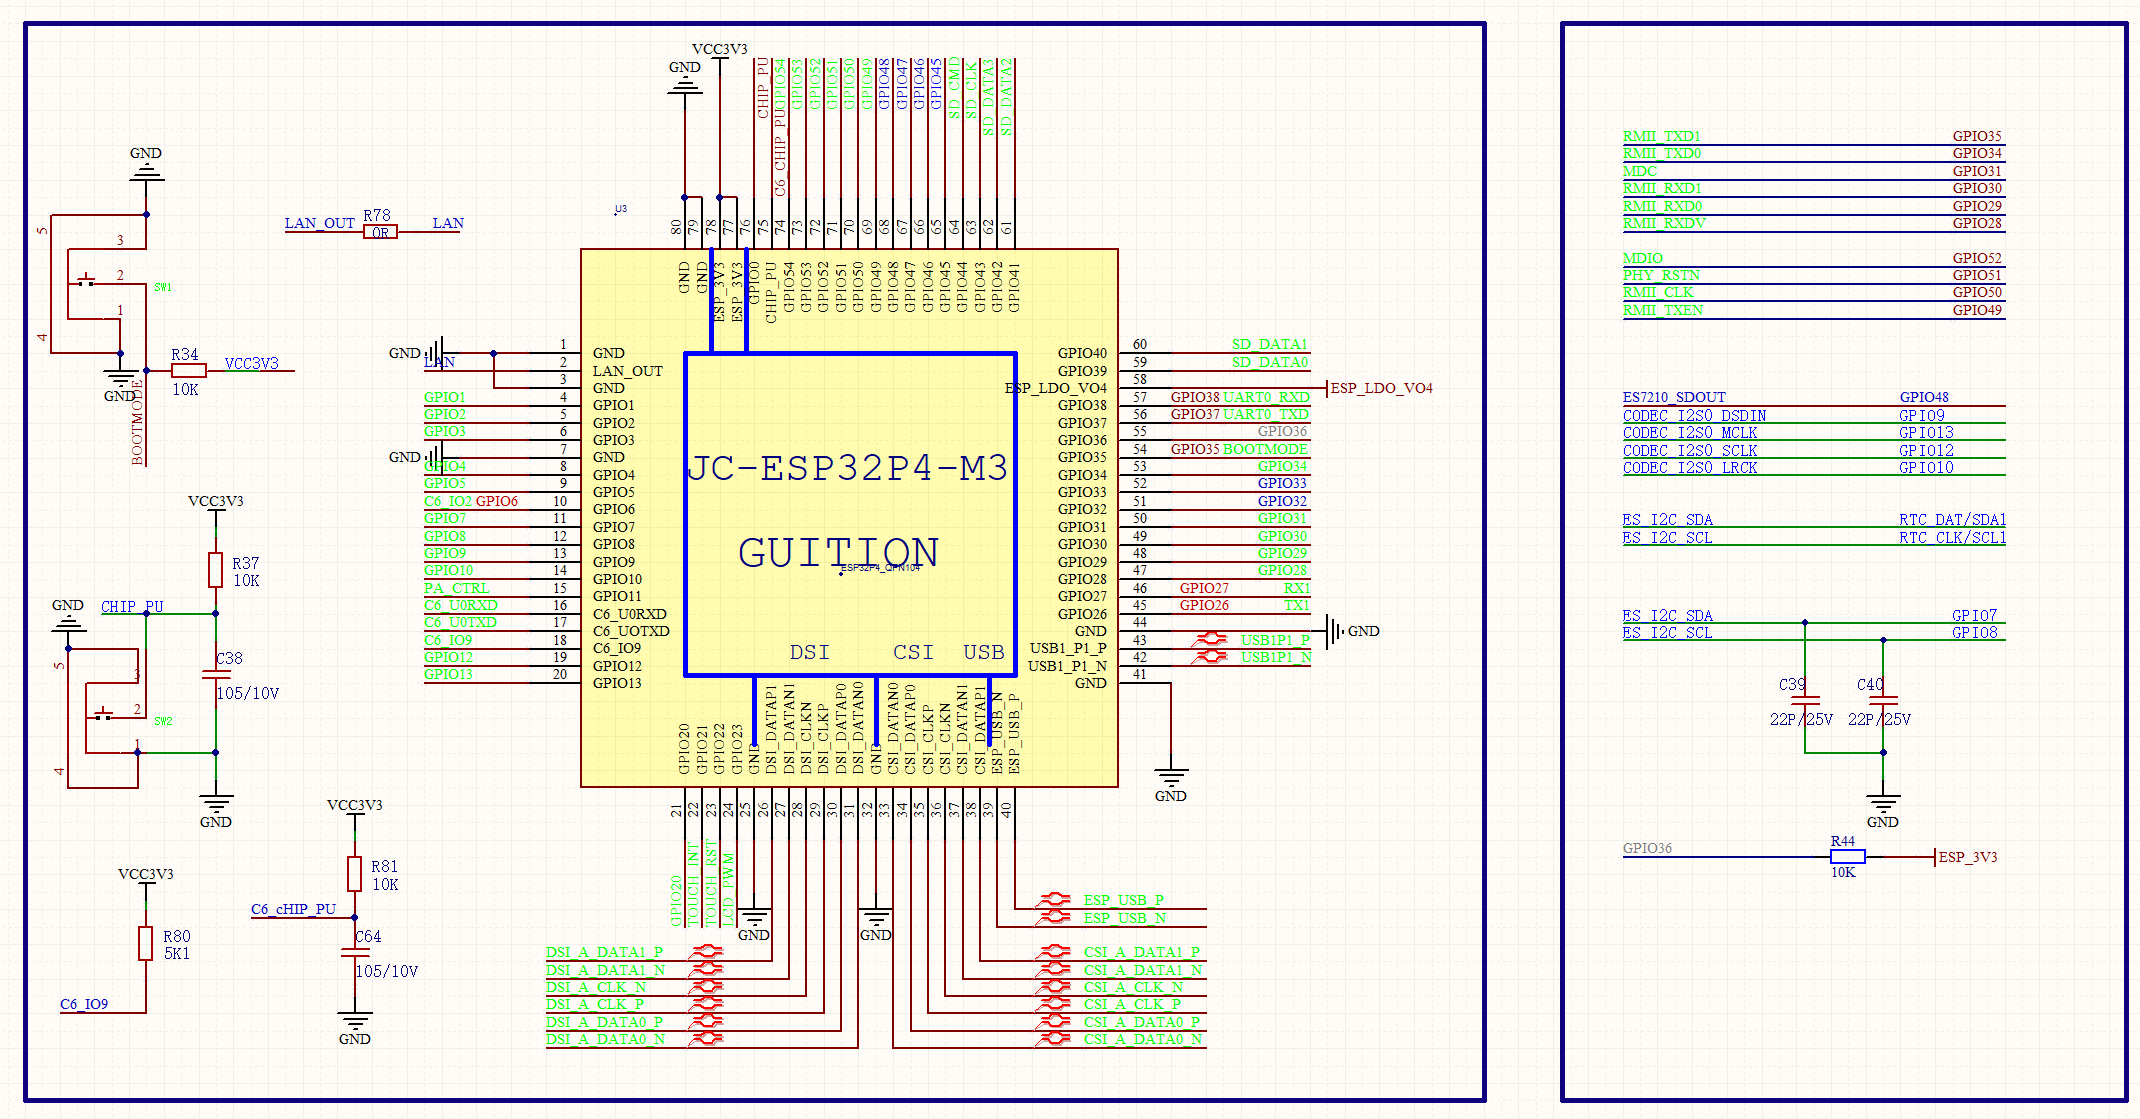 VCC3V3
GND
CHIP_PU
C6_CHIP_PU
GPIO54
GPIO53
GPIO52
GPIO51
GPIO50
GPIO49
GPIO48
GPIO47
GPIO46
GPIO45
SD_CMD
SD_CLK
SD_DATA3
SD_DATA2
80 79 78 77 76 75 74 73 72 71 70 69 68 67 66 65 64 63 62 61
GND
GND
ESP_3V3
ESP_3V3
GPIO0
CHIP_PU
GPIO54
GPIO53
GPIO52
GPIO51
GPIO50
GPIO49
GPIO48
GPIO47
GPIO46
GPIO45
GPIO44
GPIO43
GPIO42
GPIO41
U3
GND
5
3
2
1
4
SW1
GND
BOOTMODE
R34
10K
VCC3V3
LAN_OUT R78 LAN
0R
GND 1 GND
LAN 2 LAN_OUT
3 GND
GPIO1 4 GPIO1
GPIO2 5 GPIO2
GPIO3 6 GPIO3
GND 7 GND
GPIO4 8 GPIO4
GPIO5 9 GPIO5
C6_IO2 GPIO6 10 GPIO6
GPIO7 11 GPIO7
GPIO8 12 GPIO8
GPIO9 13 GPIO9
GPIO10 14 GPIO10
PA_CTRL 15 GPIO11
C6_U0RXD 16 C6_U0RXD
C6_U0TXD 17 C6_UOTXD
C6_IO9 18 C6_IO9
GPIO12 19 GPIO12
GPIO13 20 GPIO13
JC-ESP32P4-M3
GUITION
ESP32P4_QFN104
DSI CSI USB
GPIO40 60 SD_DATA1
GPIO39 59 SD_DATA0
ESP_LDO_VO4 58 ESP_LDO_VO4
GPIO38 57 GPIO38 UART0_RXD
GPIO37 56 GPIO37 UART0_TXD
GPIO36 55 GPIO36
GPIO35 54 GPIO35 BOOTMODE
GPIO34 53 GPIO34
GPIO33 52 GPIO33
GPIO32 51 GPIO32
GPIO31 50 GPIO31
GPIO30 49 GPIO30
GPIO29 48 GPIO29
GPIO28 47 GPIO28
GPIO27 46 GPIO27 RX1
GPIO26 45 GPIO26 TX1
GND 44 GND
USB1_P1_P 43 USB1P1_P
USB1_P1_N 42 USB1P1_N
GND 41
GND
GPIO20
GPIO21
GPIO22
GPIO23
GND
DSI_DATAP1
DSI_DATAN1
DSI_CLKN
DSI_CLKP
DSI_DATAP0
DSI_DATAN0
GND
CSI_DATAN0
CSI_DATAP0
CSI_CLKP
CSI_CLKN
CSI_DATAN1
CSI_DATAP1
ESP_USB_N
ESP_USB_P
21 22 23 24 25 26 27 28 29 30 31 32 33 34 35 36 37 38 39 40
GPIO20
TOUCH_INT
TOUCH_RST
LCD_PWM
GND
GND
ESP_USB_P
ESP_USB_N
DSI_A_DATA1_P
DSI_A_DATA1_N
DSI_A_CLK_N
DSI_A_CLK_P
DSI_A_DATA0_P
DSI_A_DATA0_N
CSI_A_DATA1_P
CSI_A_DATA1_N
CSI_A_CLK_N
CSI_A_CLK_P
CSI_A_DATA0_P
CSI_A_DATA0_N
VCC3V3
R37
10K
GND
CHIP_PU
C38
105/10V
5
3
2
1
4
SW2
GND
VCC3V3
R80
5K1
C6_IO9
VCC3V3
R81
10K
C6_cHIP_PU
C64
105/10V
GND
RMII_TXD1 GPIO35
RMII_TXD0 GPIO34
MDC GPIO31
RMII_RXD1 GPIO30
RMII_RXD0 GPIO29
RMII_RXDV GPIO28
MDIO GPIO52
PHY_RSTN GPIO51
RMII_CLK GPIO50
RMII_TXEN GPIO49
ES7210_SDOUT GPIO48
CODEC_I2S0_DSDIN GPIO9
CODEC_I2S0_MCLK GPIO13
CODEC_I2S0_SCLK GPIO12
CODEC_I2S0_LRCK GPIO10
ES_I2C_SDA RTC_DAT/SDA1
ES_I2C_SCL RTC_CLK/SCL1
ES_I2C_SDA GPIO7
ES_I2C_SCL GPIO8
C39 C40
22P/25V 22P/25V
GND
GPIO36 R44 ESP_3V3
10K